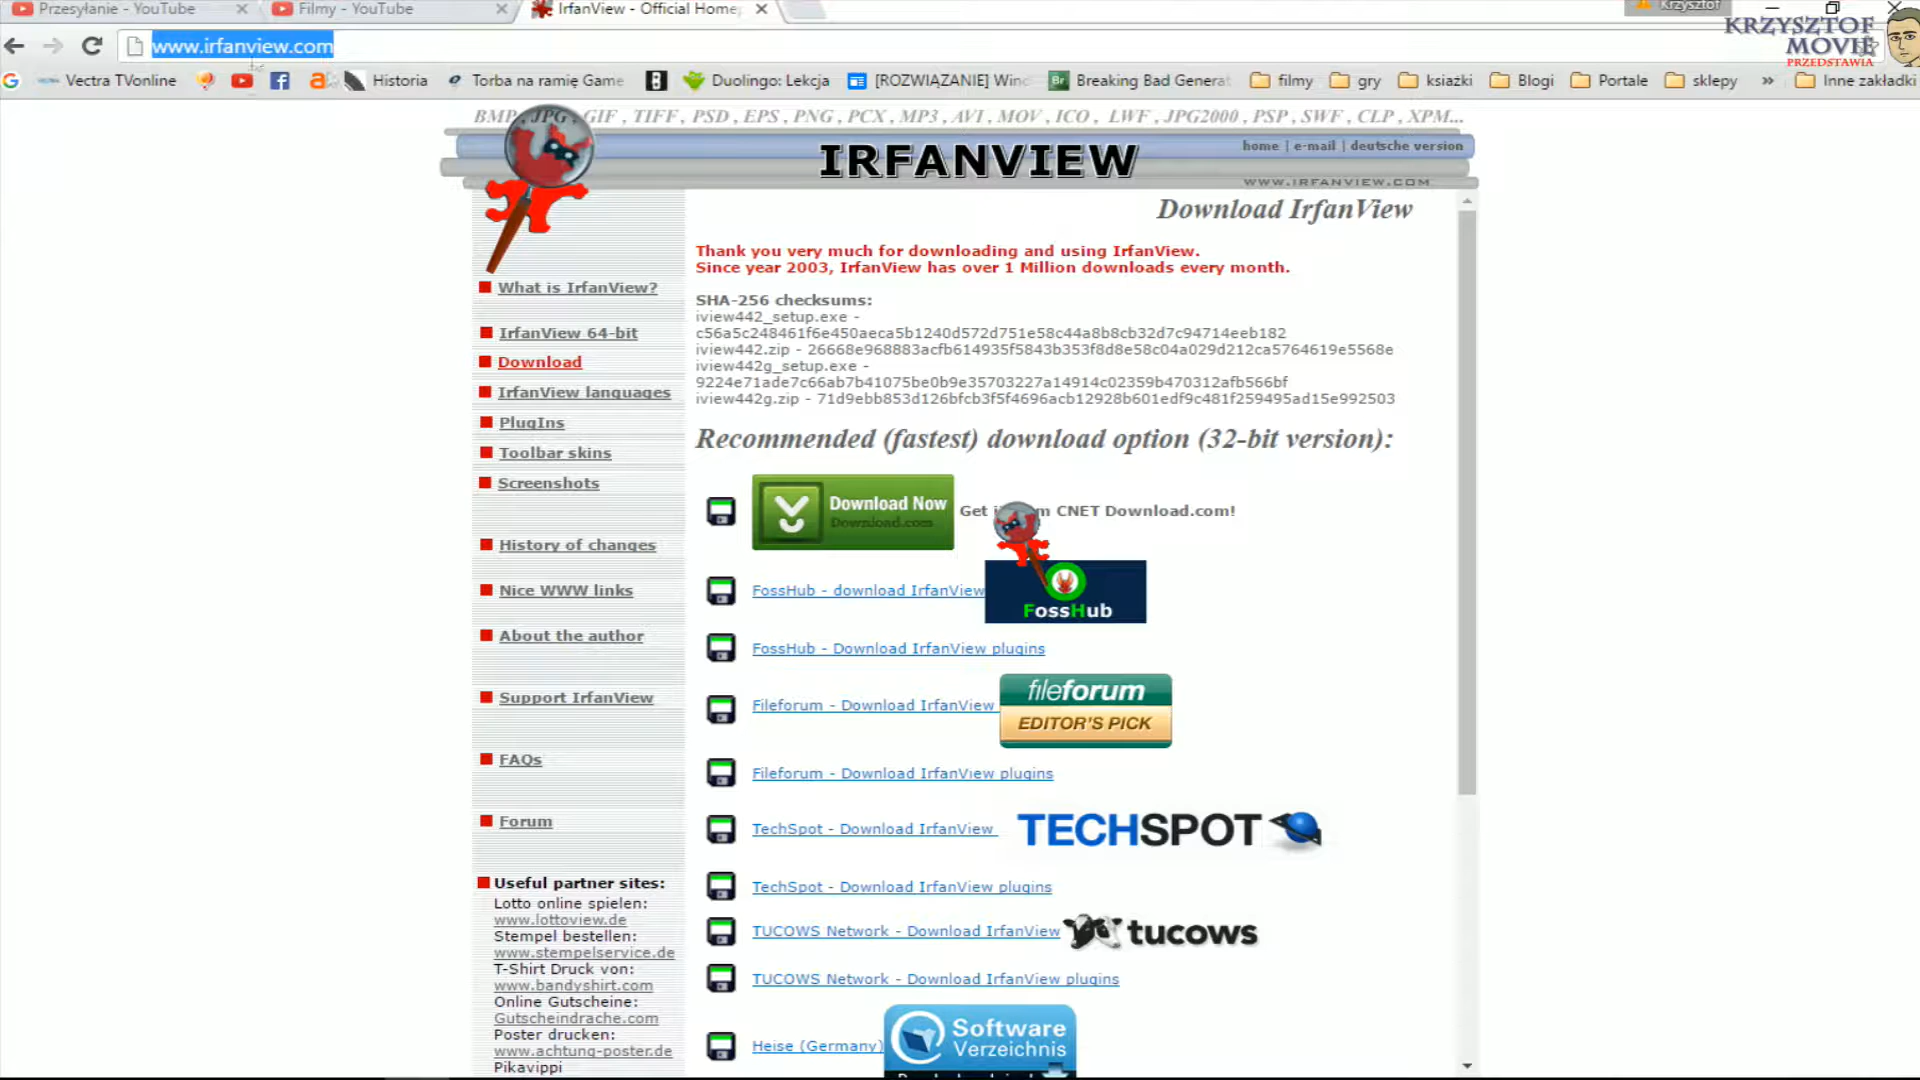 Przesyłanie - YouTube
Filmy - YouTube
IrfanView - Official Home
Krzysztof
KRZYSZTOF
MOVIE
PRZEDSTAWIA
www.irfanview.com
Vectra TVonline
Historia
Torba na ramię Game
Duolingo: Lekcja
[ROZWIĄZANIE] Winc
Breaking Bad Generat
filmy
gry
książki
Blogi
Portale
sklepy
»
Inne zakładki
BMP , JPG , GIF , TIFF , PSD , EPS , PNG , PCX , MP3 , AVI , MOV , ICO , LWF , JPG2000 , PSP , SWF , CLP , XPM...
IRFANVIEW
home | e-mail | deutsche version
WWW.IRFANVIEW.COM
Download IrfanView
Thank you very much for downloading and using IrfanView.
Since year 2003, IrfanView has over 1 Million downloads every month.
SHA-256 checksums:
iview442_setup.exe -
c56a5c248461f6e450aeca5b1240d572d751e58c44a8b8cb32d7c94714eeb182
iview442.zip - 26668e968883acfb614935f5843b353f8d8e58c04a029d212ca5764619e5568e
iview442g_setup.exe -
9224e71ade7c66ab7b41075be0b9e35703227a14914c02359b470312afb566bf
iview442g.zip - 71d9ebb853d126bfcb3f5f4696acb12928b601edf9c481f259495ad15e992503
Recommended (fastest) download option (32-bit version):
Download Now
Download.com
Get CNET Download.com!
FossHub - download IrfanView
FossHub
FossHub - Download IrfanView plugins
Fileforum - Download IrfanView
fileforum
EDITOR'S PICK
Fileforum - Download IrfanView plugins
TechSpot - Download IrfanView
TECHSPOT
TechSpot - Download IrfanView plugins
TUCOWS Network - Download IrfanView
tucows
TUCOWS Network - Download IrfanView plugins
Heise (Germany)
Software
Verzeichnis
What is IrfanView?
IrfanView 64-bit
Download
IrfanView languages
PlugIns
Toolbar skins
Screenshots
History of changes
Nice WWW links
About the author
Support IrfanView
FAQs
Forum
Useful partner sites:
Lotto online spielen:
www.lottoview.de
Stempel bestellen:
www.stempelservice.de
T-Shirt Druck von:
www.bandyshirt.com
Online Gutscheine:
Gutscheindrache.com
Poster drucken:
www.achtung-poster.de
Pikavippi